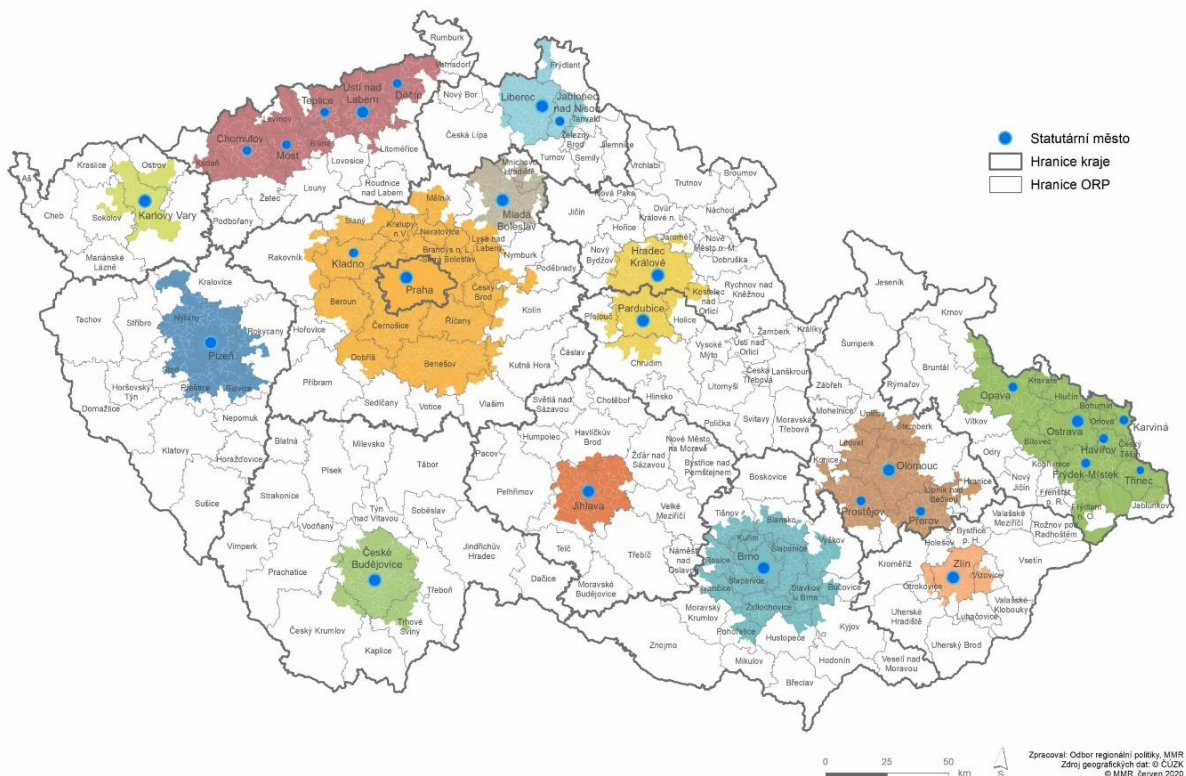 Rumburk
Varnsdorf
Frýdlant
Děčín
Ústí nad
Labem
Teplice
Nový Bor
Liberec
Jablonec
nad Nisou
Tanvald
Litvínov
Česká Lípa
Železný
Brod
Jilemnice
Chomutov
Most
Bílina
Litoměřice
Lovosice
Turnov
Semily
Kraslice
Ostrov
Kadaň
Mnichovo
Hradiště
Vrchlabí
Trutnov
Broumov
Aš
Louny
Roudnice
nad Labem
Žatec
Mělník
Mladá
Boleslav
Nová Paka
Jičín
Hořice
Dvůr
Králové n. L.
Náchod
Cheb
Sokolov
Karlovy Vary
Podbořany
Slaný
Kralupy
n.V.
Neratovice
Jaroměř
Nové
Město n. M.
Mariánské
Lázně
Rakovník
Kladno
Brandýs n. L.
Stará Boleslav
Lysá nad
Labem
Nymburk
Nový
Bydžov
Hradec
Králové
Dobruška
Poděbrady
Praha
Rychnov nad
Kněžnou
Kralovice
Beroun
Český
Brod
Kolín
Kostelec
nad
Orlicí
Jeseník
Tachov
Stříbro
Nýřany
Rokycany
Hořovice
Černošice
Říčany
Přelouč
Pardubice
Holice
Krnov
Plzeň
Žamberk
Králíky
Šumperk
Horšovský
Týn
Stod
Přeštice
Blovice
Dobříš
Benešov
Kutná Hora
Čáslav
Chrudim
Vysoké
Mýto
Ústí nad
Orlicí
Česká
Třebová
Lanškroun
Bruntál
Rýmařov
Opava
Kravaře
Hlučín
Bohumín
Orlová
Karviná
Domažlice
Příbram
Sedlčany
Votice
Vlašim
Světlá nad
Sázavou
Chotěboř
Hlinsko
Litomyšl
Zábřeh
Mohelnice
Uničov
Šternberk
Vítkov
Ostrava
Havířov
Český
Těšín
Bílovec
Nepomuk
Polička
Svitavy
Moravská
Třebová
Litovel
Klatovy
Horažďovice
Blatná
Milevsko
Humpolec
Havlíčkův
Brod
Nové Město
na Moravě
Žďár nad
Sázavou
Bystřice nad
Pernštejnem
Boskovice
Konice
Olomouc
Odry
Kopřivnice
Frýdek-Místek
Třinec
Písek
Tábor
Pacov
Pelhřimov
Jihlava
Prostějov
Lipník nad
Bečvou
Hranice
Přerov
Nový
Jičín
Frenštát
p. R.
Frýdlant
n. O.
Jablunkov
Sušice
Strakonice
Vodňany
Týn
nad Vltavou
Soběslav
Velké
Meziříčí
Tišnov
Blansko
Kuřim
Vyškov
Valašské
Meziříčí
Rožnov pod
Radhoštěm
Bystřice
p. H.
Holešov
Vimperk
Prachatice
České
Budějovice
Jindřichův
Hradec
Telč
Třebíč
Náměšť
nad
Oslavou
Rosice
Brno
Šlapanice
Šlapanice
Slavkov
u Brna
Bučovice
Kroměříž
Zlín
Vizovice
Vsetín
Otrokovice
Třeboň
Dačice
Moravské
Budějovice
Ivančice
Židlochovice
Valašské
Klobouky
Trhové
Sviny
Český Krumlov
Kaplice
Moravský
Krumlov
Pohořelice
Hustopeče
Kyjov
Uherské
Hradiště
Luhačovice
Znojmo
Mikulov
Hodonín
Veselí nad
Moravou
Uherský Brod
Břeclav
Statutární město
Hranice kraje
Hranice ORP
0 25 50
km
S
Zpracoval: Odbor regionální politiky, MMR
Zdroj geografických dat: © ČÚZK
© MMR, červen 2020